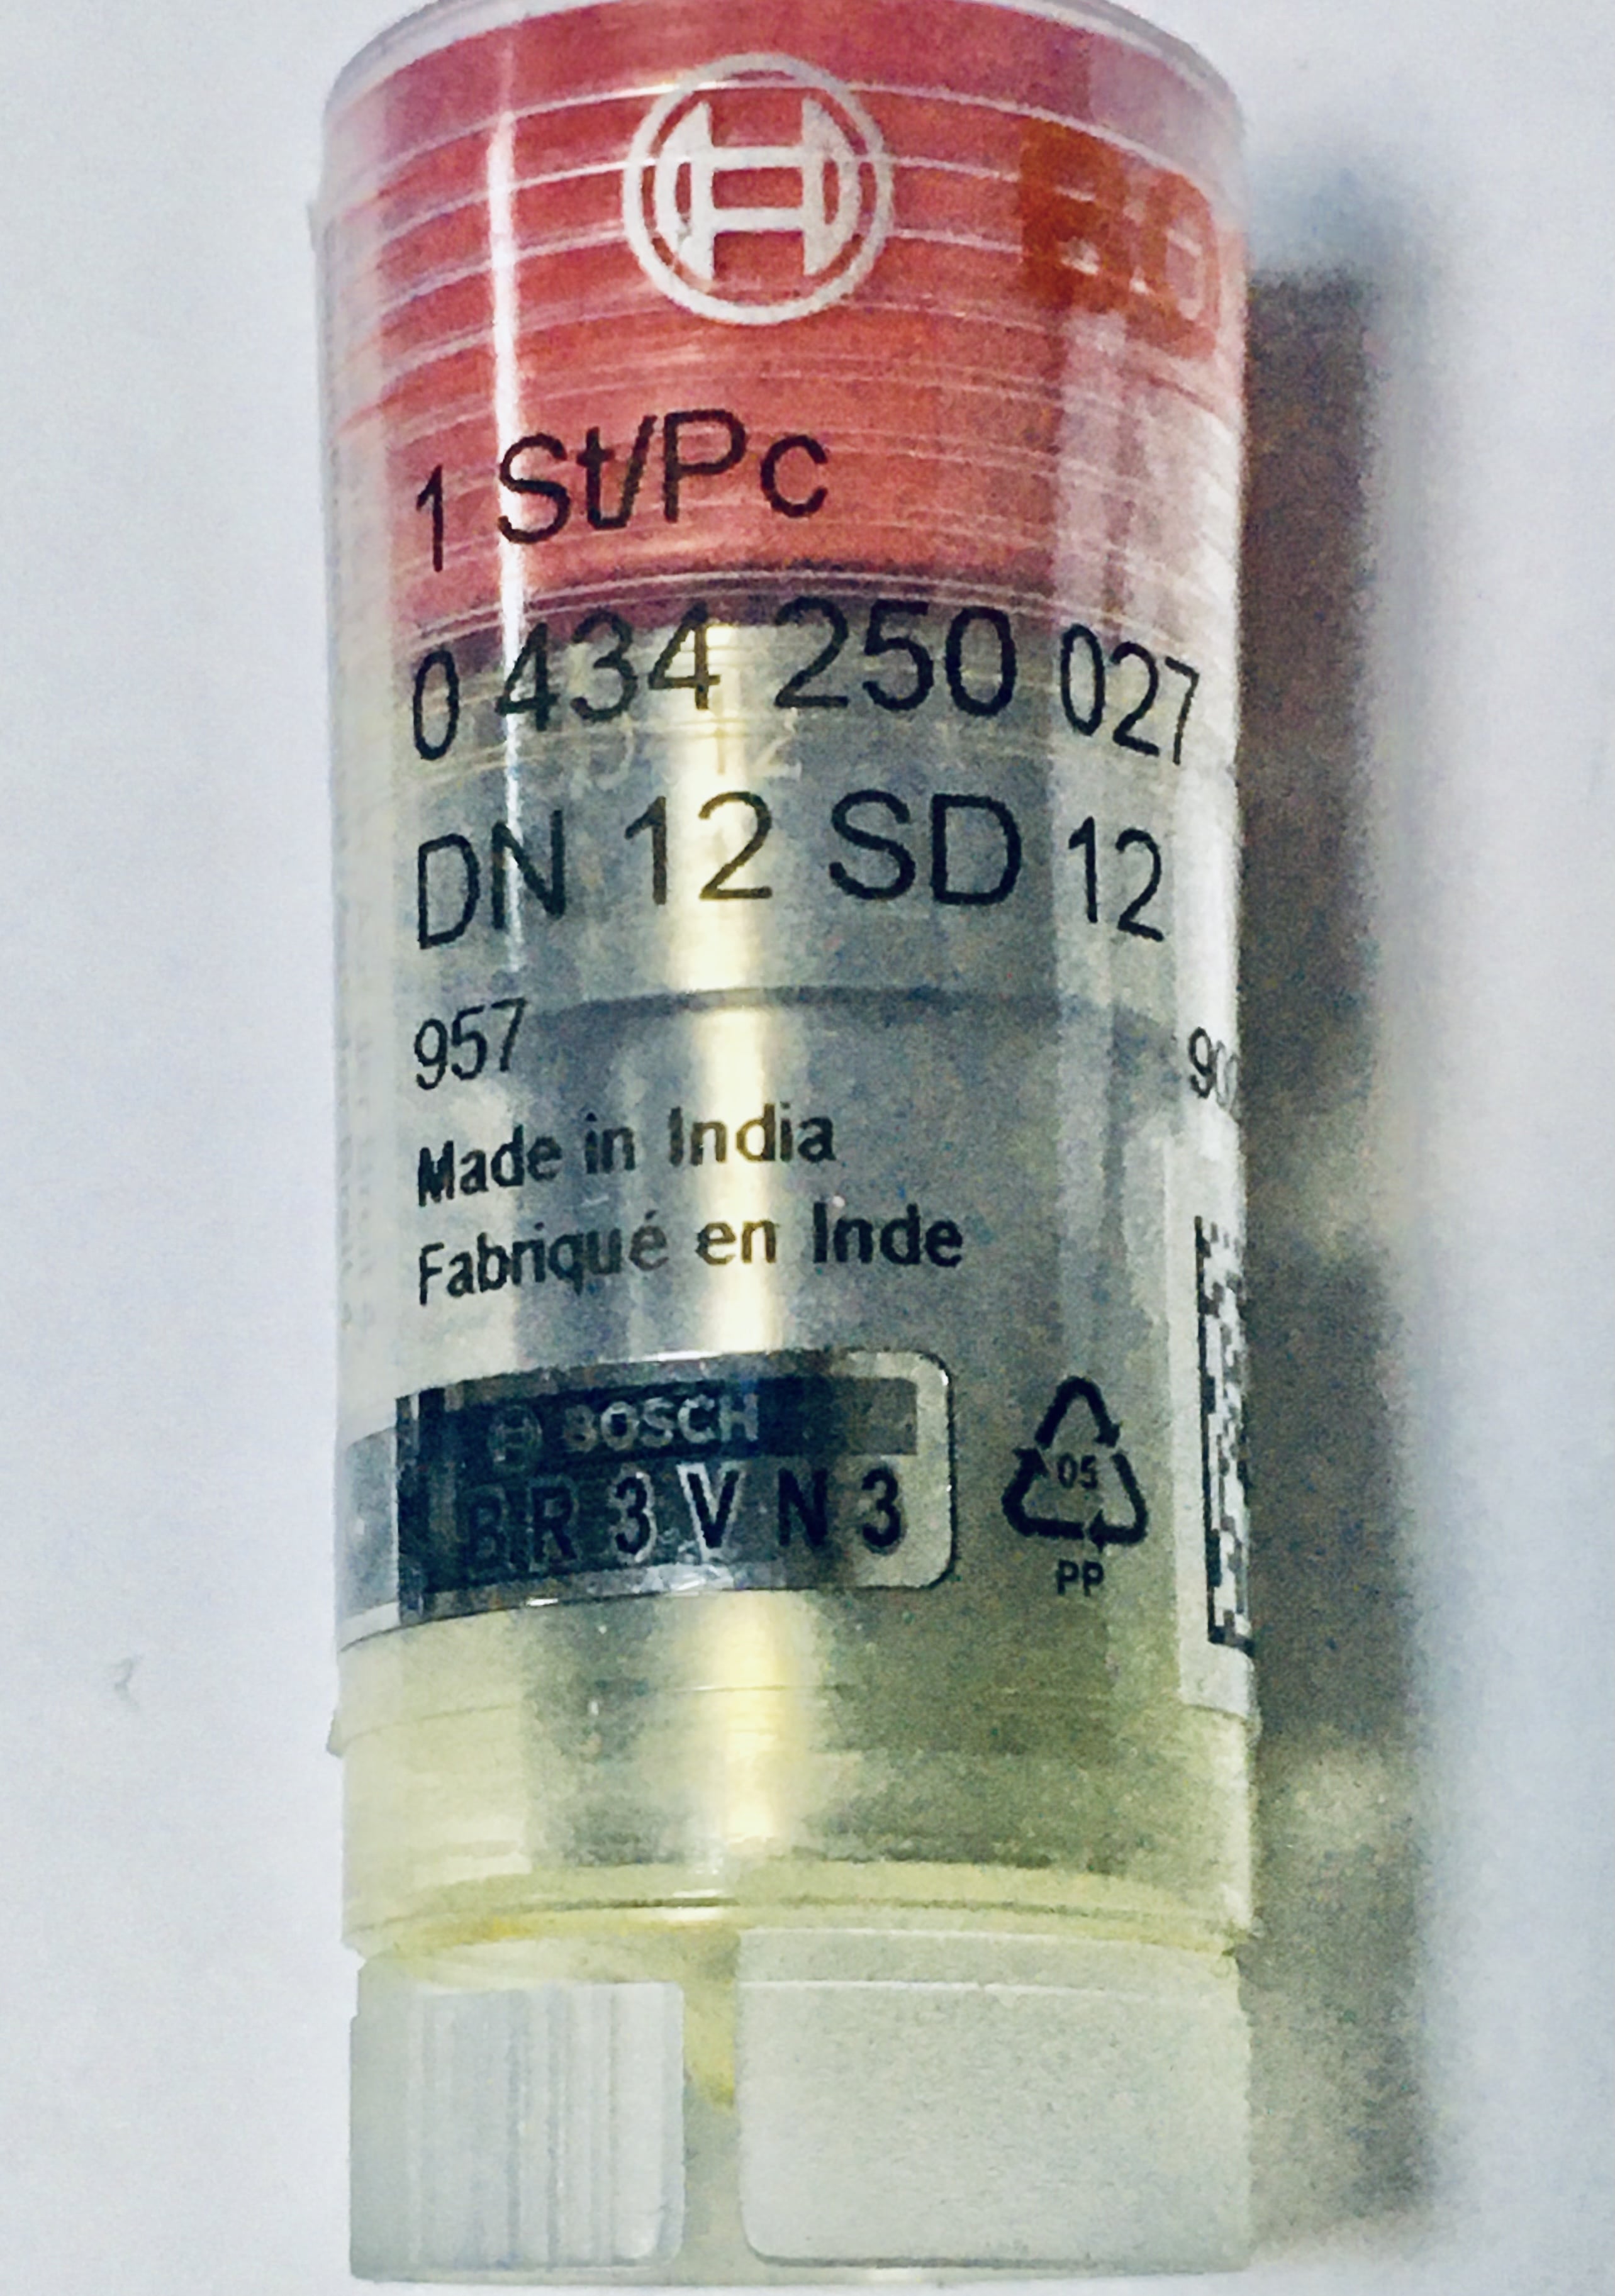 1 St/Pc
0 434 250 027
DN 12 SD 12
957
Made in India
Fabriqué en Inde
BOSCH
BR 3 V N 3
05
PP